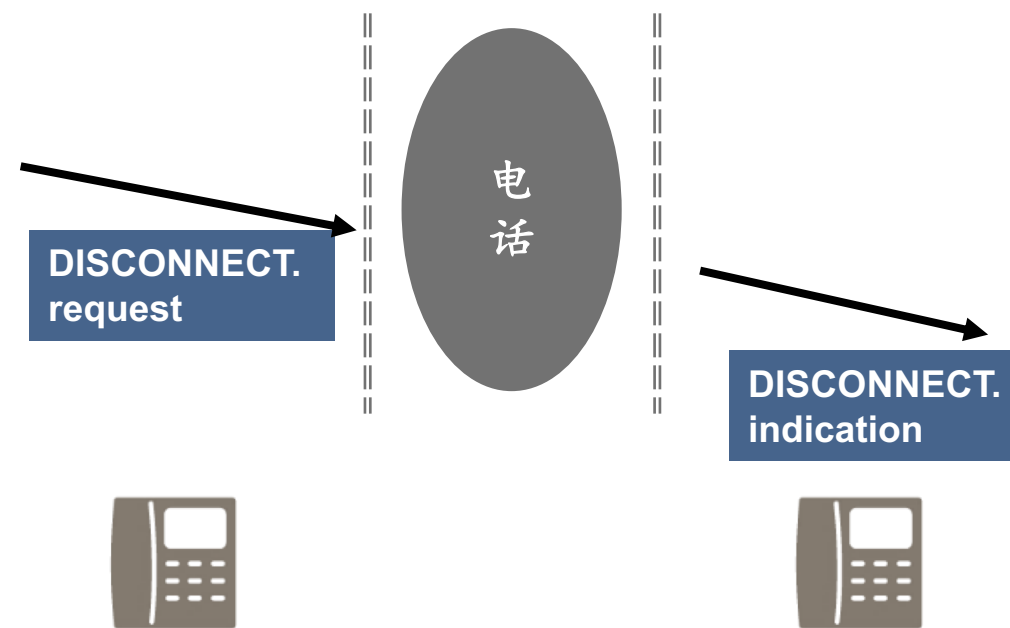 电
话
DISCONNECT.
request
DISCONNECT.
indication